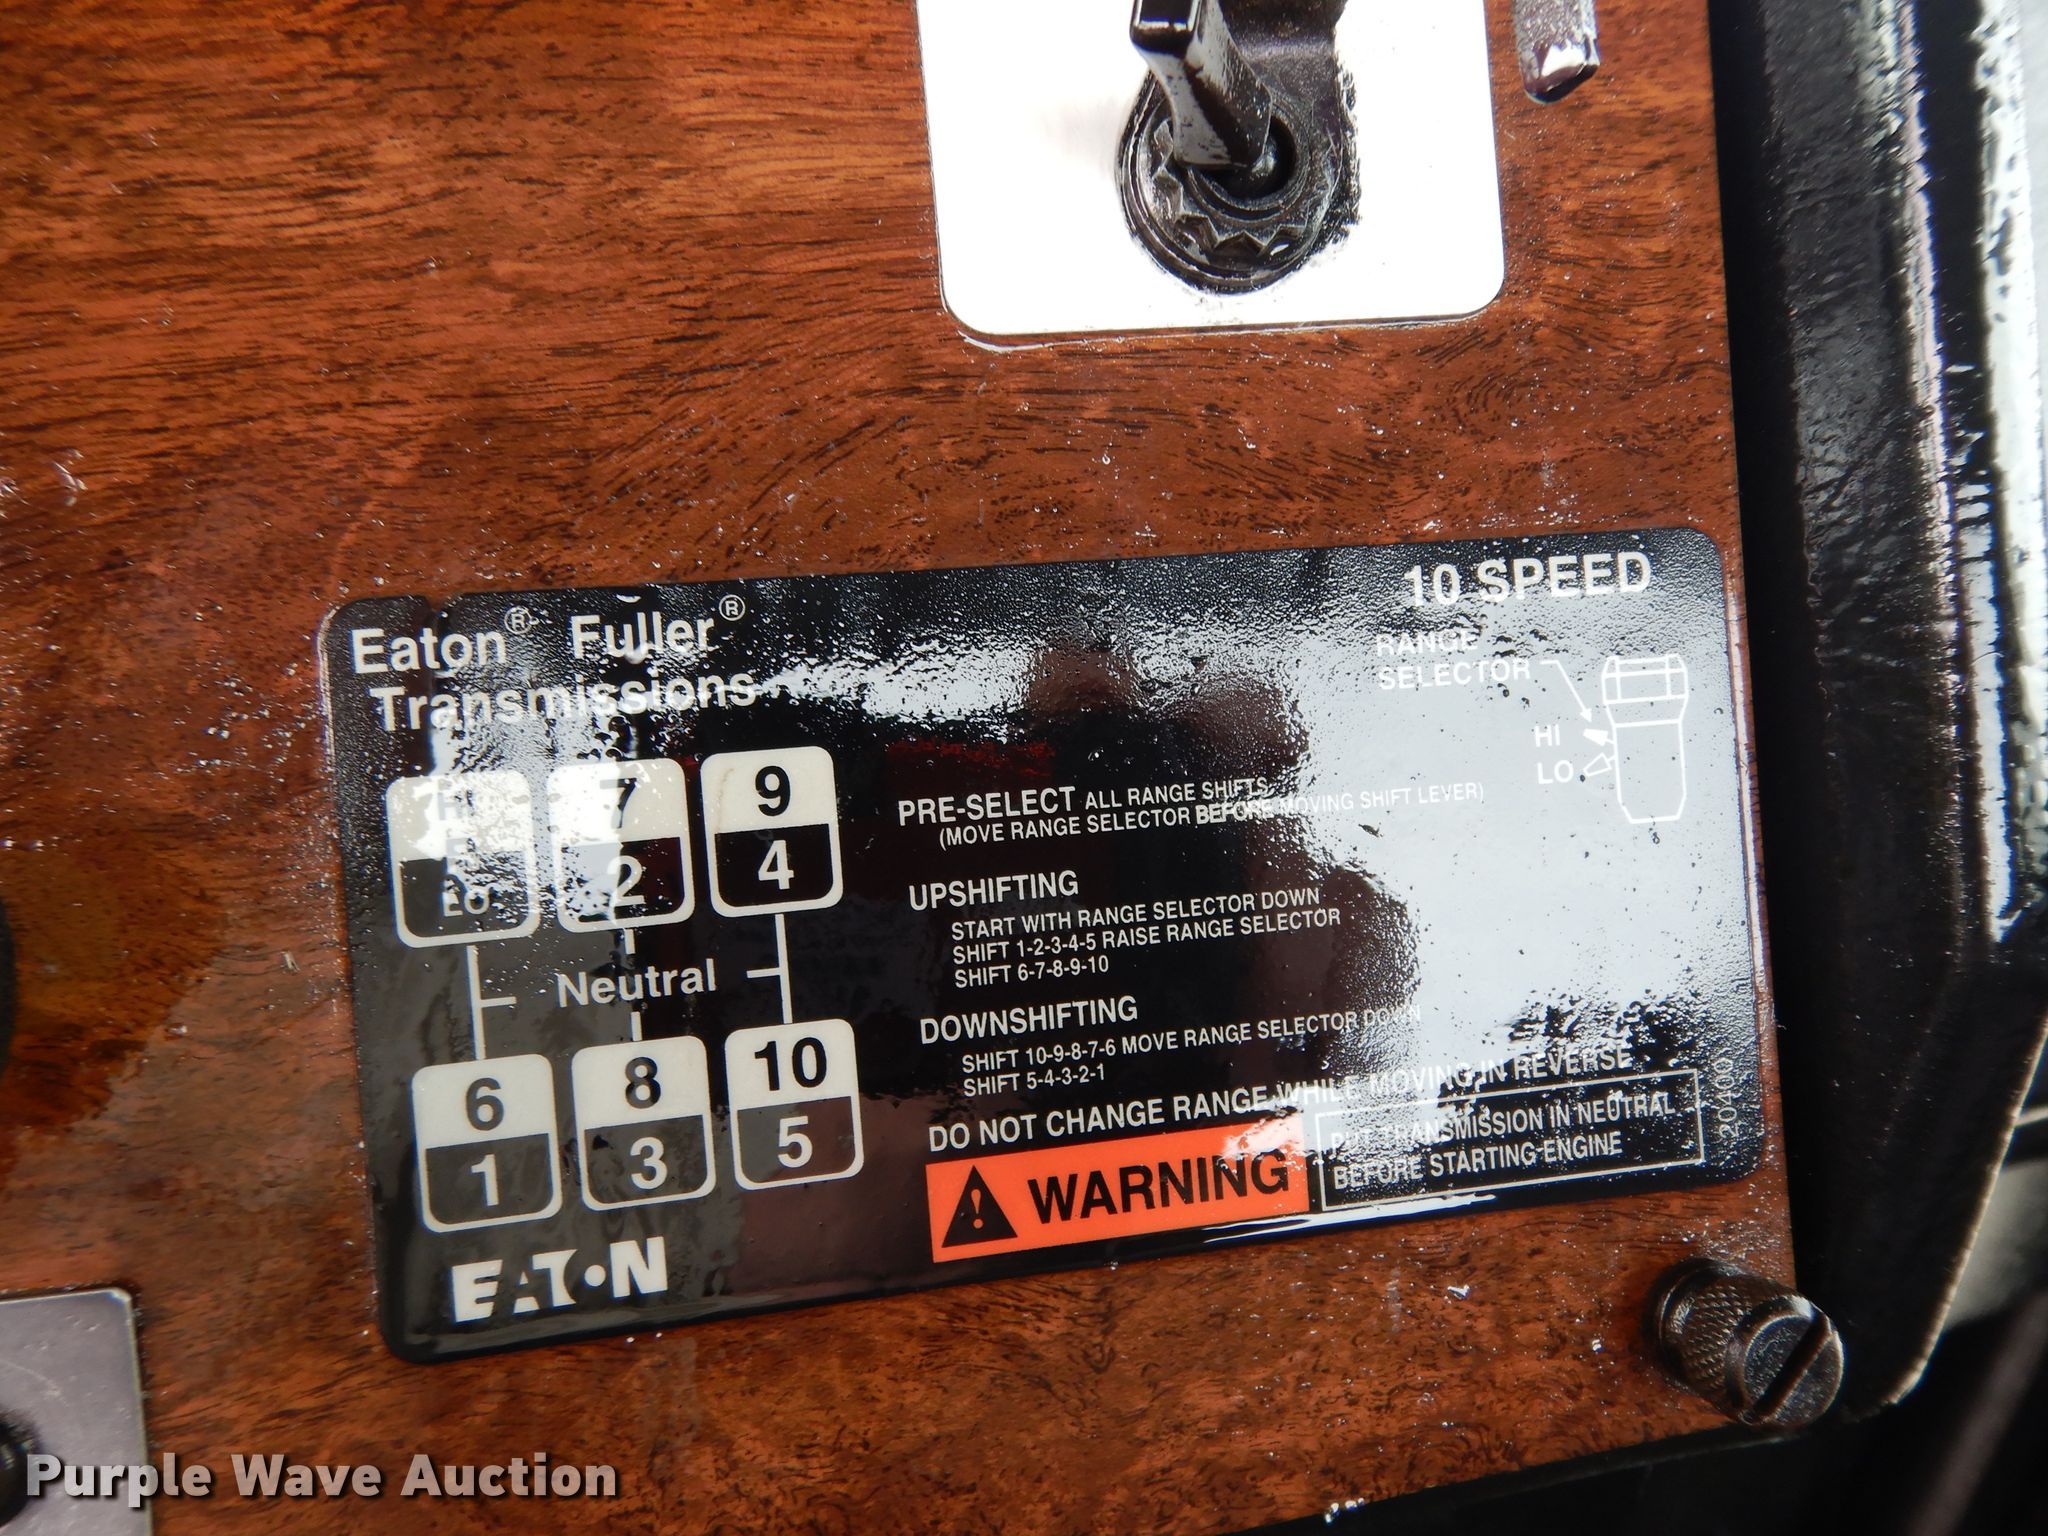 Eaton® Fuller®
Transmissions
10 SPEED
RANGE
SELECTOR
HI
LO
HI
LO
7
2
9
4
Neutral
6
1
8
3
10
5
PRE-SELECT ALL RANGE SHIFTS
(MOVE RANGE SELECTOR BEFORE MOVING SHIFT LEVER)
UPSHIFTING
START WITH RANGE SELECTOR DOWN
SHIFT 1-2-3-4-5 RAISE RANGE SELECTOR
SHIFT 6-7-8-9-10
DOWNSHIFTING
SHIFT 10-9-8-7-6 MOVE RANGE SELECTOR DOWN
SHIFT 5-4-3-2-1
DO NOT CHANGE RANGE WHILE MOVING IN REVERSE
WARNING
PUT TRANSMISSION IN NEUTRAL
BEFORE STARTING ENGINE
20400
EATON
Purple Wave Auction